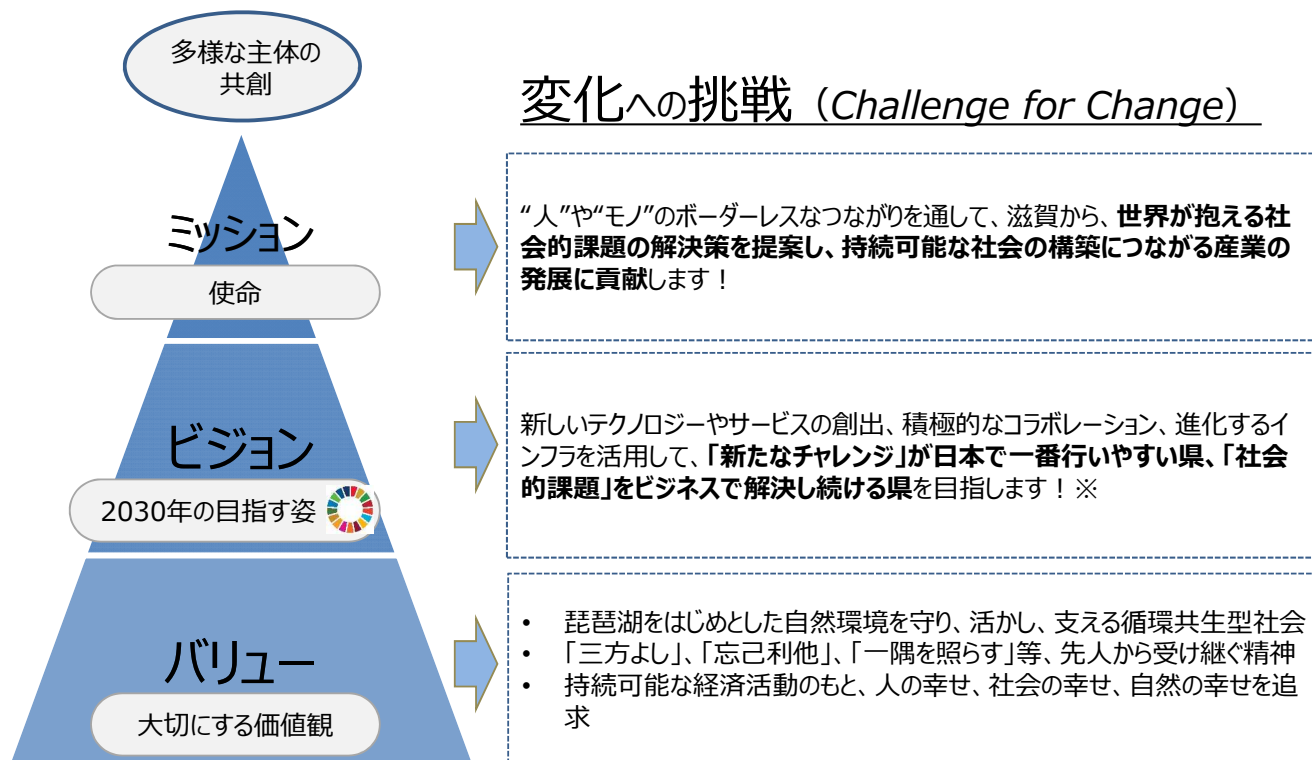 多様な主体の
共創
変化への挑戦（Challenge for Change）
ミッション
使命
“人”や“モノ”のボーダーレスなつながりを通して、滋賀から、世界が抱える社
会的課題の解決策を提案し、持続可能な社会の構築につながる産業の
発展に貢献します！
ビジョン
2030年の目指す姿
新しいテクノロジーやサービスの創出、積極的なコラボレーション、進化するイ
ンフラを活用して、「新たなチャレンジ」が日本で一番行いやすい県、「社会
的課題」をビジネスで解決し続ける県を目指します！※
バリュー
大切にする価値観
• 琵琶湖をはじめとした自然環境を守り、活かし、支える循環共生型社会
• 「三方よし」、「忘己利他」、「一隅を照らす」等、先人から受け継ぐ精神
• 持続可能な経済活動のもと、人の幸せ、社会の幸せ、自然の幸せを追
求